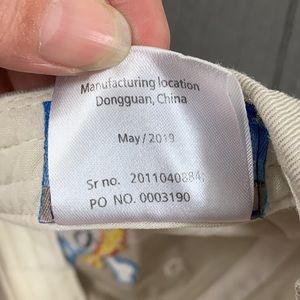 Manufacturing location
Dongguan, China
May/2019
Sr no. 2011040884;
PO NO. 0003190